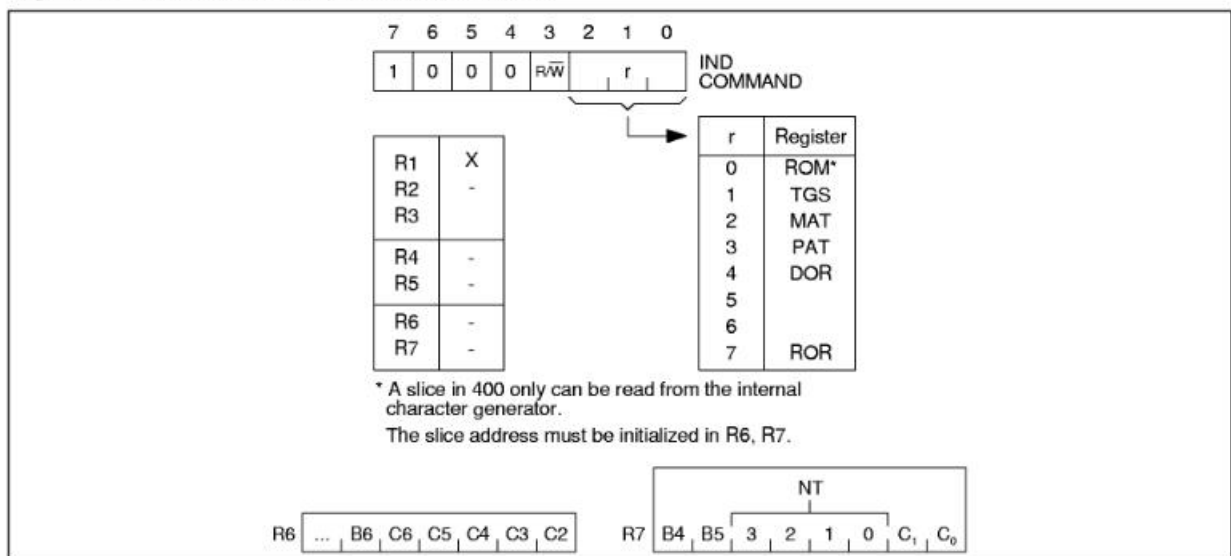 7 6 5 4 3 2 1 0
1 0 0 0 R/W̅ r IND COMMAND
r Register
R1 X
R2 -
R3
R4 -
R5 -
R6 -
R7 -
0 ROM*
1 TGS
2 MAT
3 PAT
4 DOR
5
6
7 ROR
* A slice in 400 only can be read from the internal
character generator.
The slice address must be initialized in R6, R7.
NT
R6 ... B6 C6 C5 C4 C3 C2 R7 B4 B5 3 2 1 0 C₁ C₀